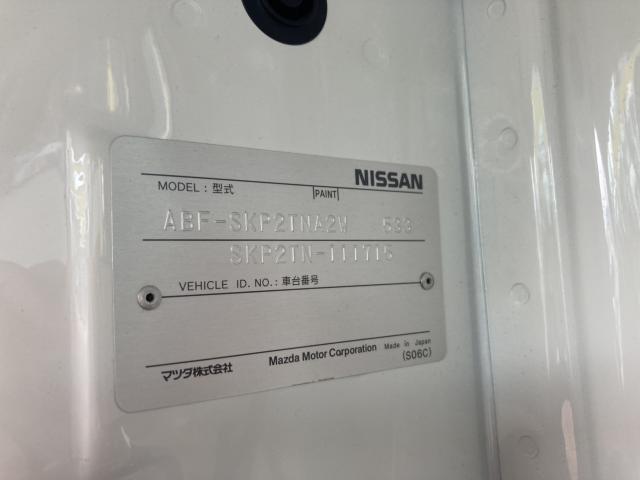 NISSAN
MODEL : 型式 PAINT
ABF-SKP2TNA2W 533
SKP2TN-111715
VEHICLE ID. NO. : 車台番号
マツダ株式会社 Mazda Motor Corporation Made in Japan
(S06C)